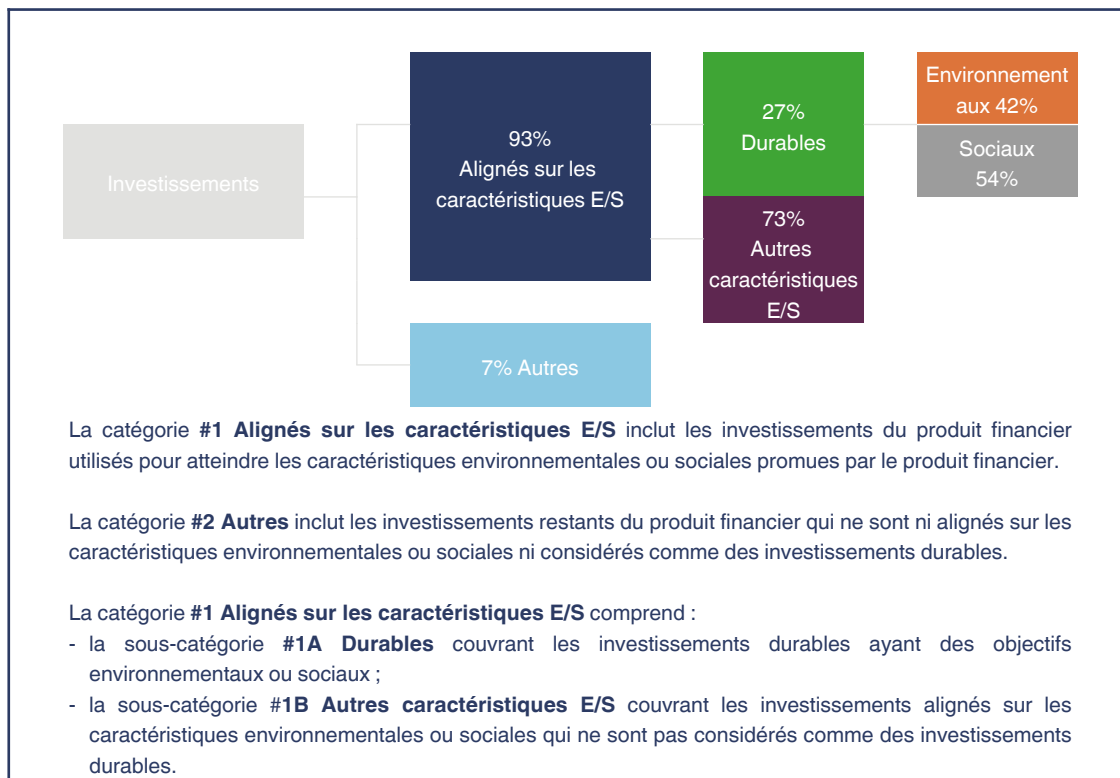 Investissements
93%
Alignés sur les
caractéristiques E/S
27%
Durables
Environnement
aux 42%
Sociaux
54%
73%
Autres
caractéristiques
E/S
7% Autres
La catégorie #1 Alignés sur les caractéristiques E/S inclut les investissements du produit financier
utilisés pour atteindre les caractéristiques environnementales ou sociales promues par le produit financier.
La catégorie #2 Autres inclut les investissements restants du produit financier qui ne sont ni alignés sur les
caractéristiques environnementales ou sociales ni considérés comme des investissements durables.
La catégorie #1 Alignés sur les caractéristiques E/S comprend :
- la sous-catégorie #1A Durables couvrant les investissements durables ayant des objectifs
environnementaux ou sociaux ;
- la sous-catégorie #1B Autres caractéristiques E/S couvrant les investissements alignés sur les
caractéristiques environnementales ou sociales qui ne sont pas considérés comme des investissements
durables.